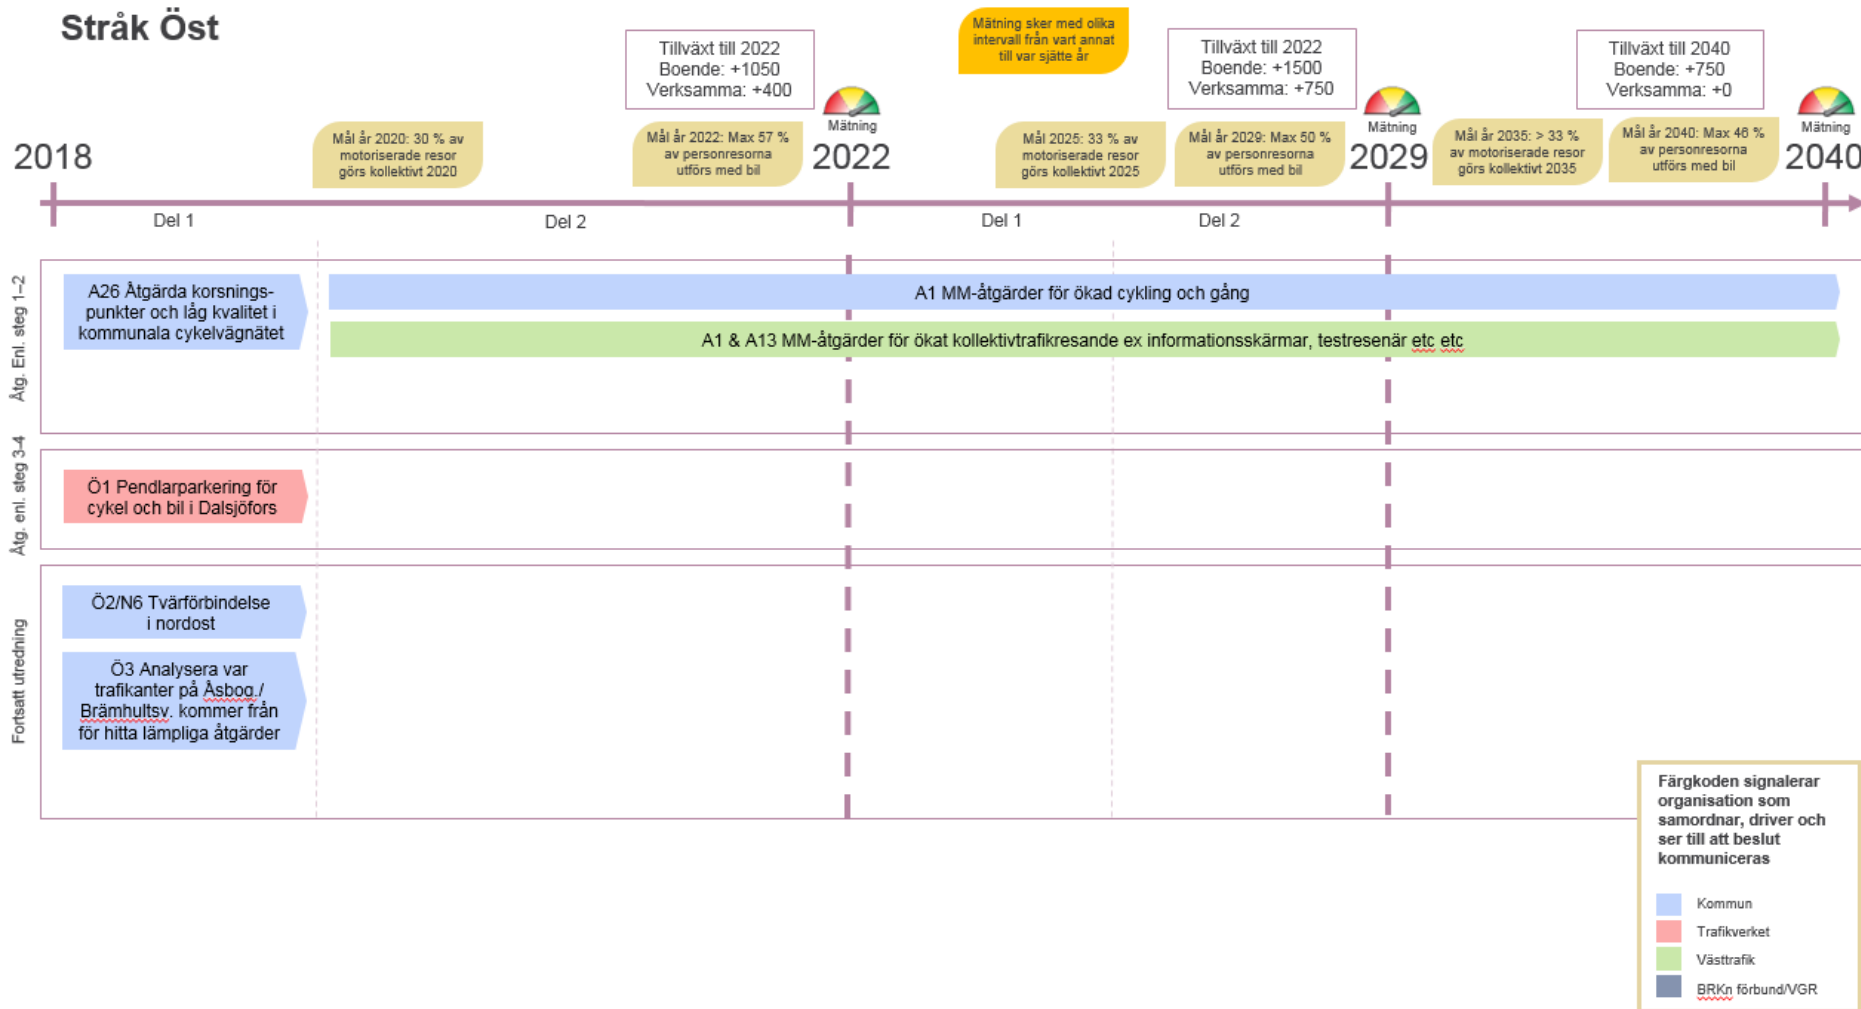 Stråk Öst
Tillväxt till 2022
Boende: +1050
Verksamma: +400
Mätning sker med olika
intervall från vart annat
till var sjätte år
Tillväxt till 2022
Boende: +1500
Verksamma: +750
Tillväxt till 2040
Boende: +750
Verksamma: +0
Mätning
Mätning
Mätning
2018
Mål år 2020: 30 % av
motoriserade resor
görs kollektivt 2020
Mål år 2022: Max 57 %
av personresorna
utförs med bil
2022
Mål 2025: 33 % av
motoriserade resor
görs kollektivt 2025
Mål år 2029: Max 50 %
av personresorna
utförs med bil
2029
Mål år 2035: > 33 %
av motoriserade resor
görs kollektivt 2035
Mål år 2040: Max 46 %
av personresorna
utförs med bil
2040
Del 1
Del 2
Del 1
Del 2
Åtg. Enl. steg 1–2
A26 Åtgärda korsnings-
punkter och låg kvalitet i
kommunala cykelvägnätet
A1 MM-åtgärder för ökad cykling och gång
A1 & A13 MM-åtgärder för ökat kollektivtrafikresande ex informationsskärmar, testresenär etc etc
Åtg. enl. steg 3-4
Ö1 Pendlarparkering för
cykel och bil i Dalsjöfors
Fortsatt utredning
Ö2/N6 Tvärförbindelse
i nordost
Ö3 Analysera var
trafikanter på Åsbog./
Brämhultsv. kommer från
för hitta lämpliga åtgärder
Färgkoden signalerar
organisation som
samordnar, driver och
ser till att beslut
kommuniceras
Kommun
Trafikverket
Västtrafik
BRKn förbund/VGR